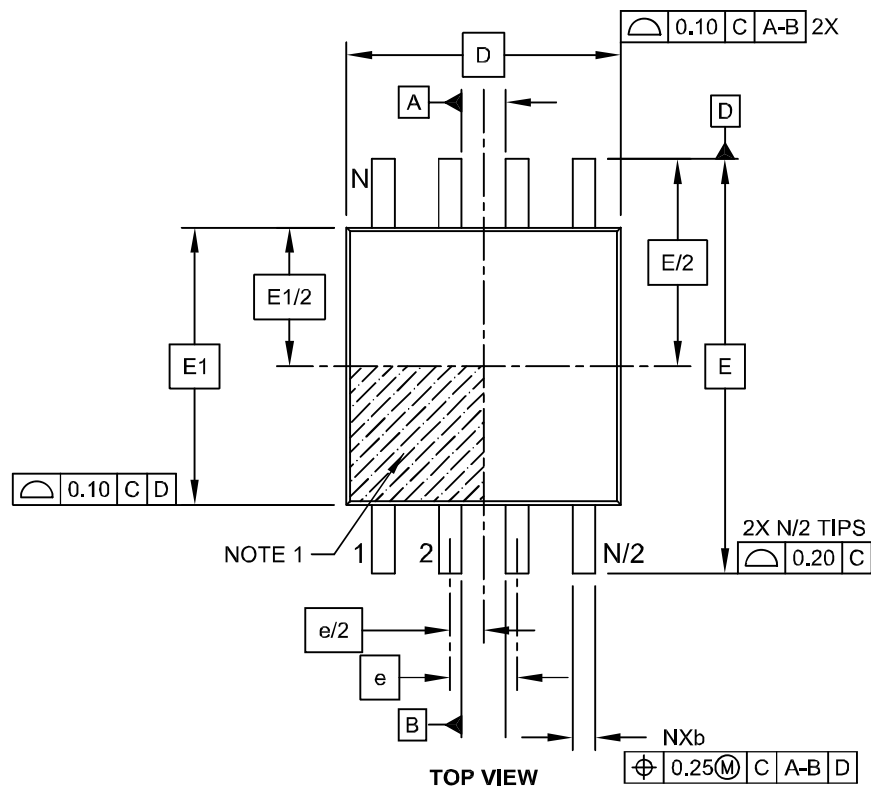 0.10 C A-B 2X
D
A
D
N
E/2
E1/2
E1
E
0.10 C D
NOTE 1
1 2 N/2
2X N/2 TIPS
0.20 C
e/2
e
B
NXb
0.25Ⓜ C A-B D
TOP VIEW